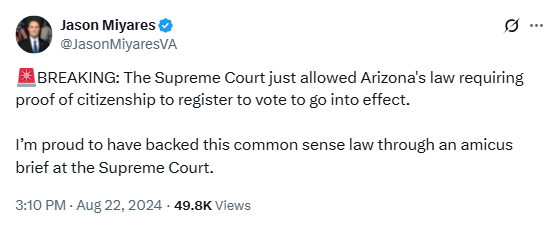 Jason Miyares
@JasonMiyaresVA
🚨BREAKING: The Supreme Court just allowed Arizona's law requiring
proof of citizenship to register to vote to go into effect.
I'm proud to have backed this common sense law through an amicus
brief at the Supreme Court.
3:10 PM · Aug 22, 2024 · 49.8K Views